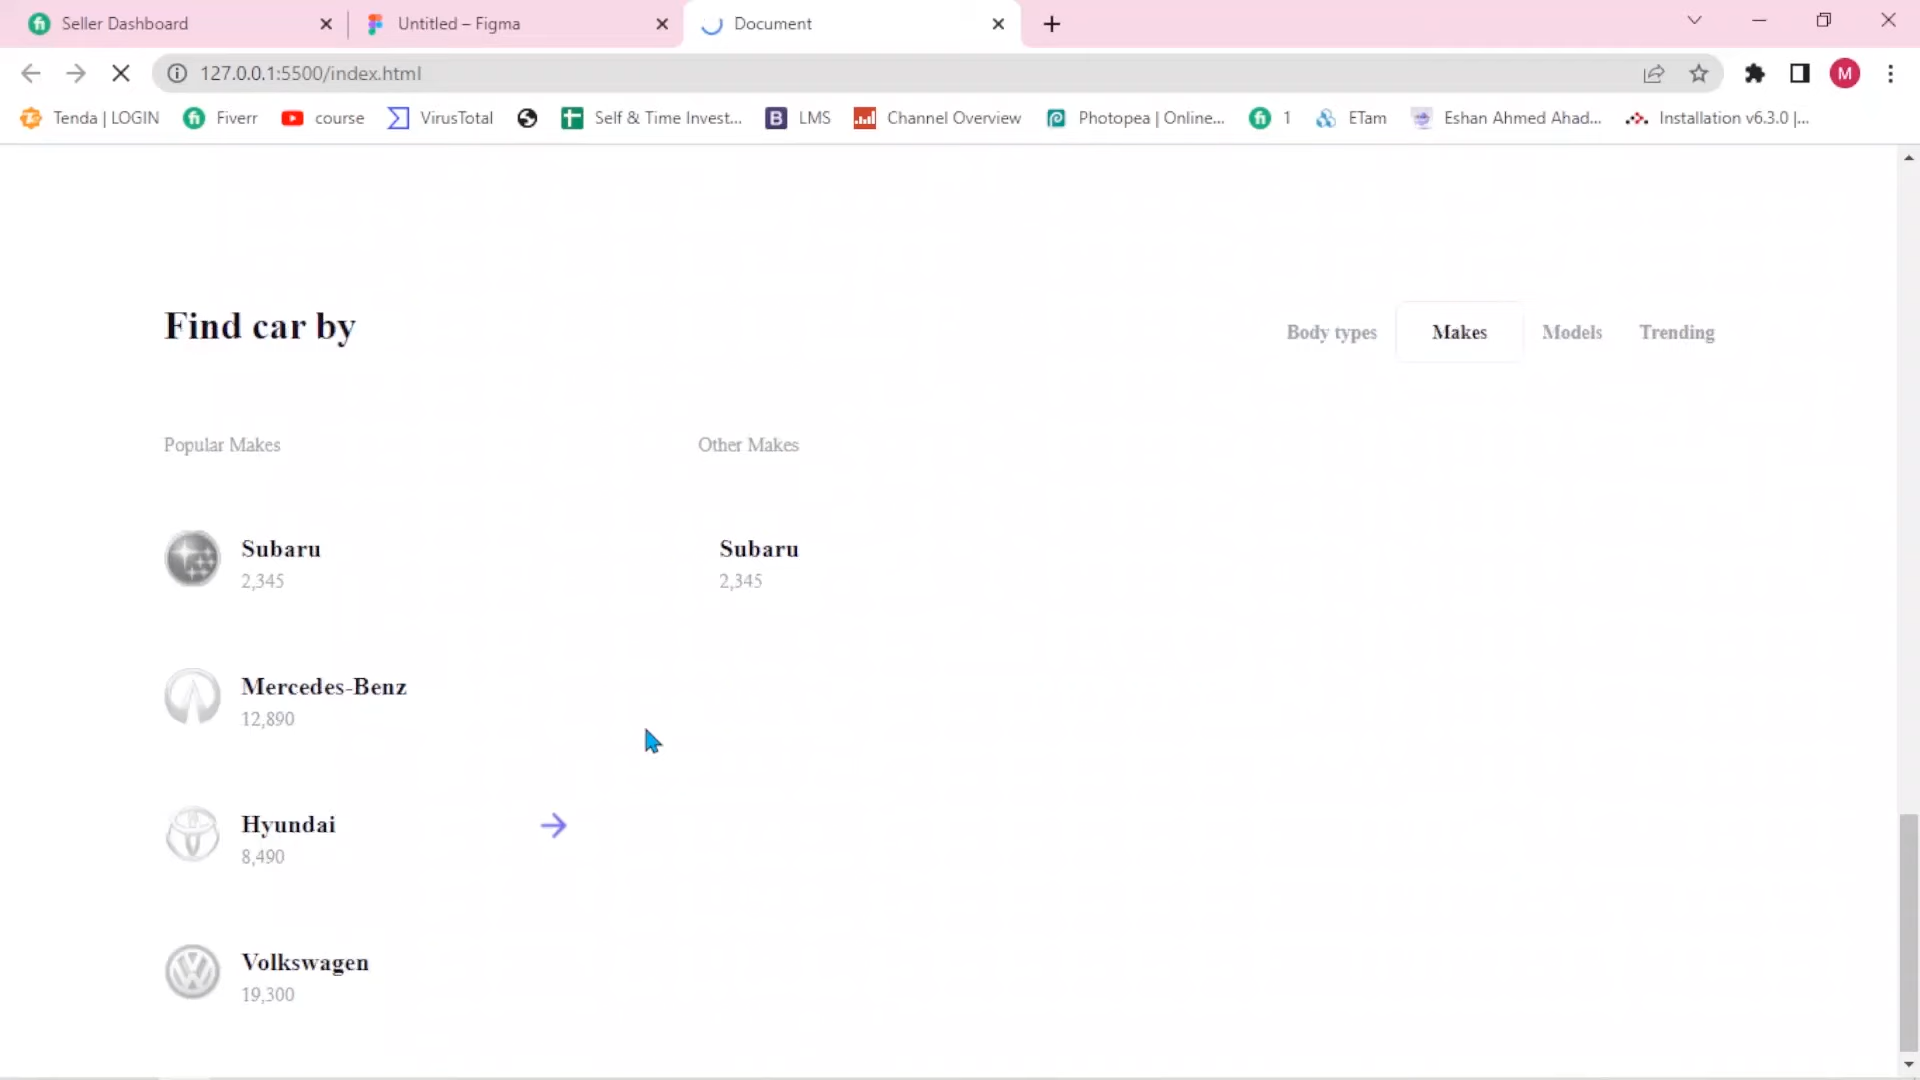 Seller Dashboard
Untitled – Figma
Document
127.0.0.1:5500/index.html
M
Tenda | LOGIN
Fiverr
course
VirusTotal
Self & Time Invest...
B LMS
Channel Overview
Photopea | Online...
1
ETam
Eshan Ahmed Ahad...
Installation v6.3.0 |...
Find car by
Body types
Makes
Models
Trending
Popular Makes
Other Makes
Subaru
2,345
Subaru
2,345
Mercedes-Benz
12,890
Hyundai
8,490
Volkswagen
19,300